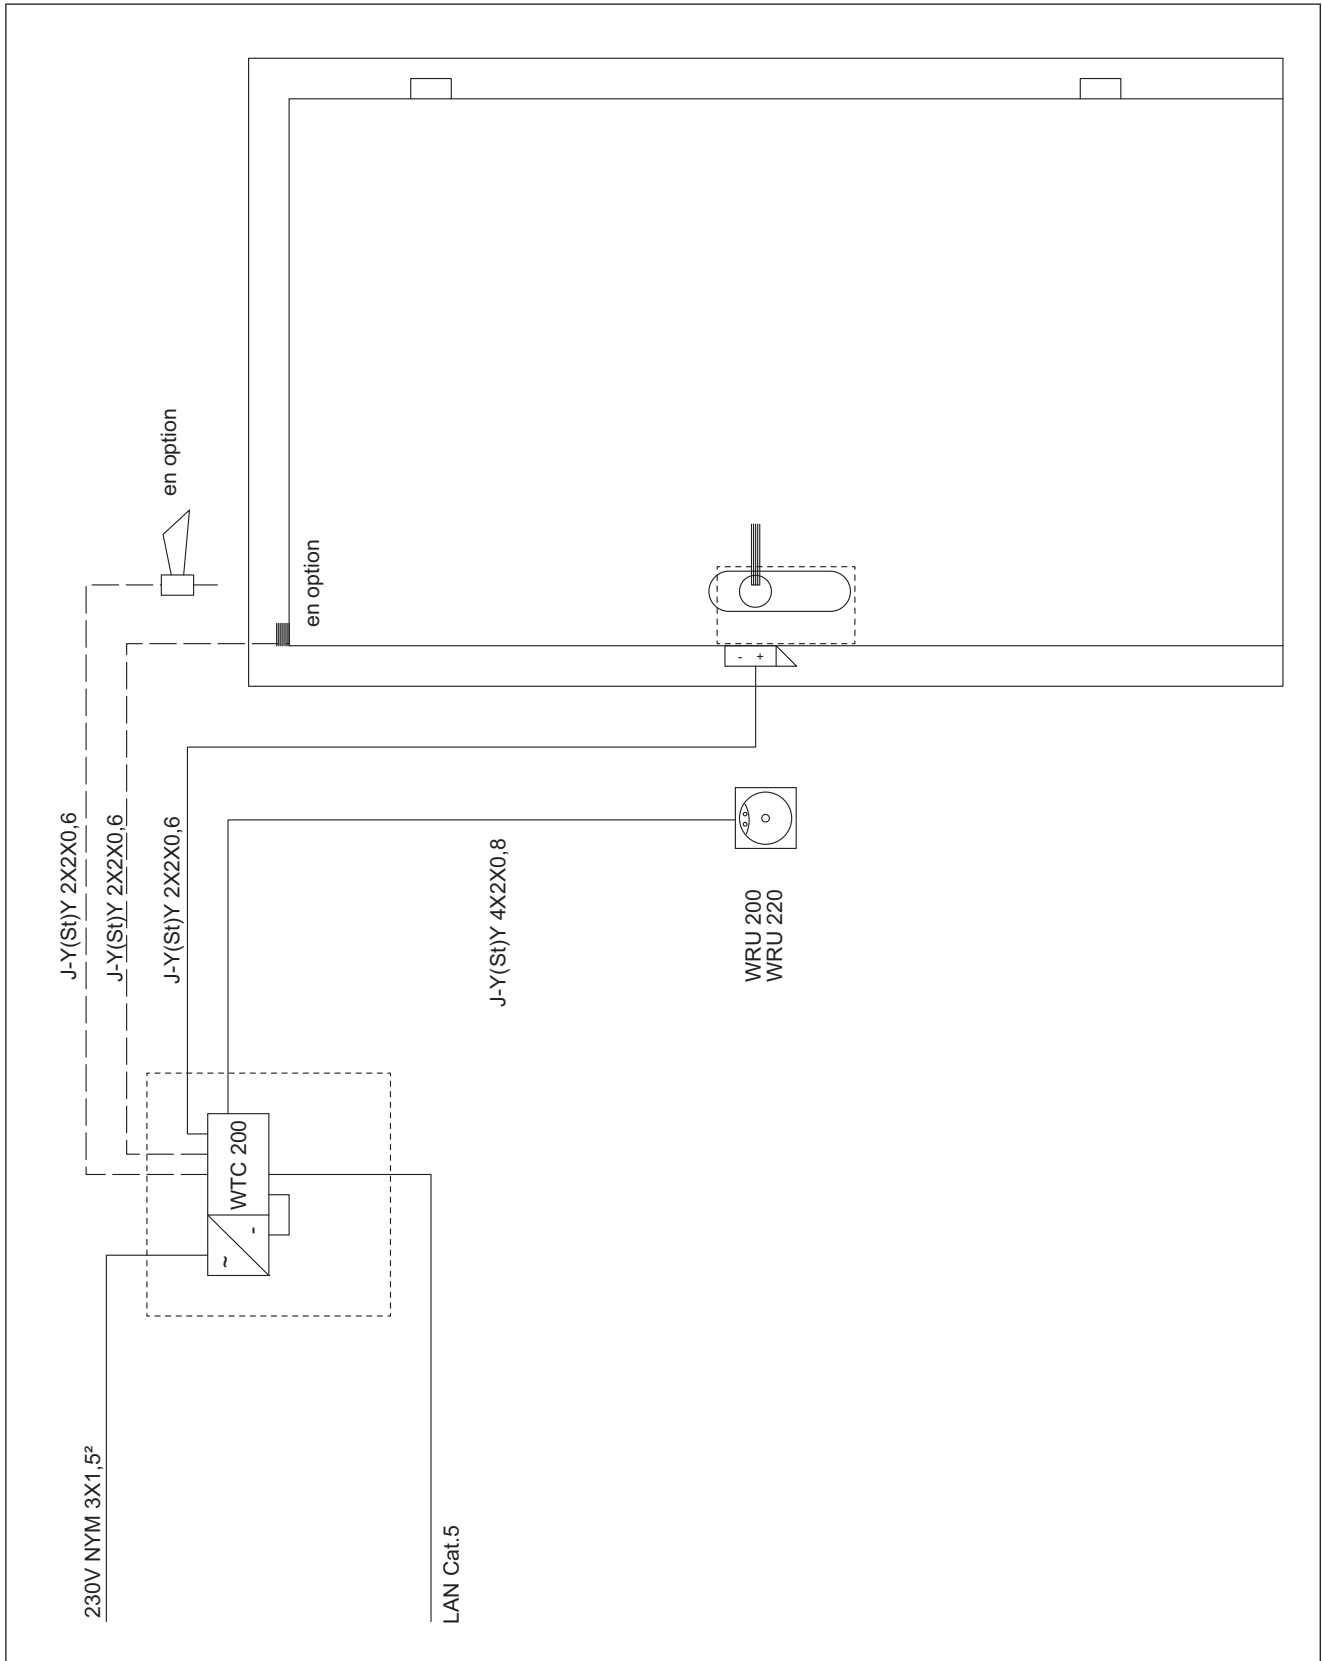 en option
en option
- +
J-Y(St)Y 2X2X0,6
J-Y(St)Y 2X2X0,6
J-Y(St)Y 2X2X0,6
J-Y(St)Y 4X2X0,8
WRU 200
WRU 220
WTC 200
~ -
230V NYM 3X1,5²
LAN Cat.5